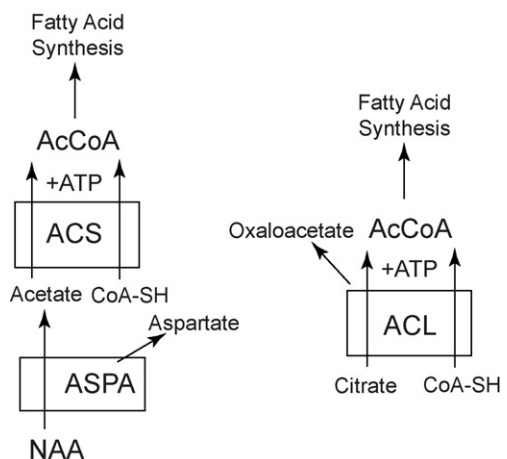 Fatty Acid
Synthesis
AcCoA
+ATP
ACS
Acetate CoA-SH
Aspartate
ASPA
NAA
Fatty Acid
Synthesis
Oxaloacetate AcCoA
+ATP
ACL
Citrate CoA-SH